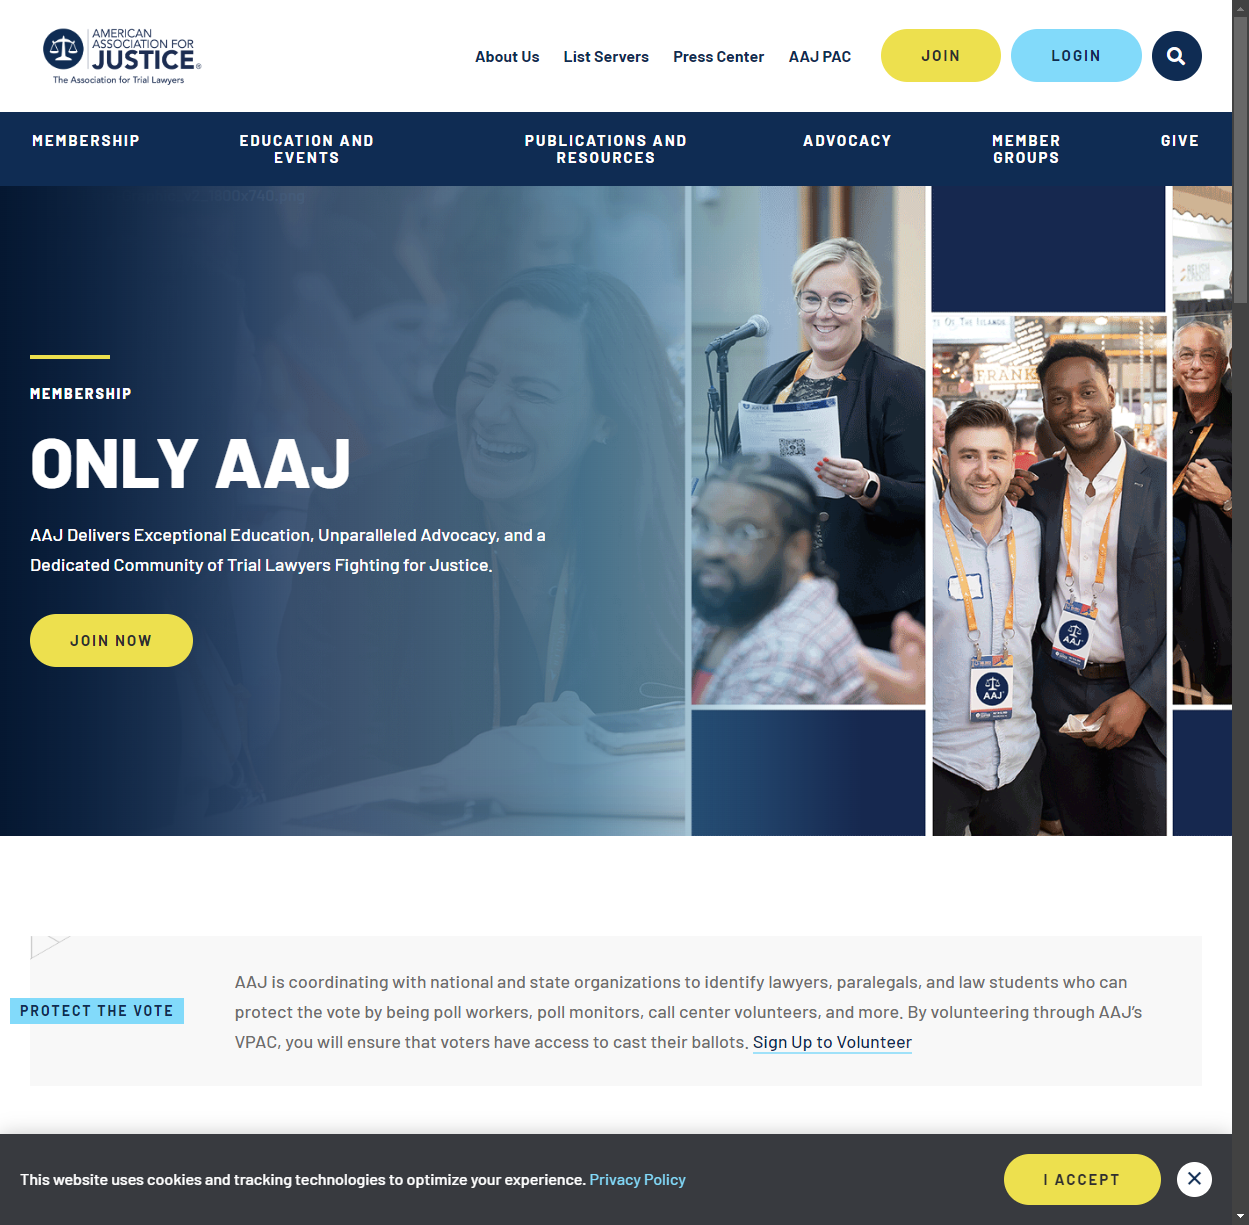 AMERICAN
ASSOCIATION FOR
JUSTICE®
The Association for Trial Lawyers
About Us
List Servers
Press Center
AAJ PAC
JOIN
LOGIN
MEMBERSHIP
EDUCATION AND
EVENTS
PUBLICATIONS AND
RESOURCES
ADVOCACY
MEMBER
GROUPS
GIVE
_1800x740.png
FRANK
JUSTICE
MEMBERSHIP
ONLY AAJ
AAJ Delivers Exceptional Education, Unparalleled Advocacy, and a
Dedicated Community of Trial Lawyers Fighting for Justice.
JOIN NOW
AAJ
AAJ
PROTECT THE VOTE
AAJ is coordinating with national and state organizations to identify lawyers, paralegals, and law students who can
protect the vote by being poll workers, poll monitors, call center volunteers, and more. By volunteering through AAJ's
VPAC, you will ensure that voters have access to cast their ballots. Sign Up to Volunteer
This website uses cookies and tracking technologies to optimize your experience. Privacy Policy
I ACCEPT